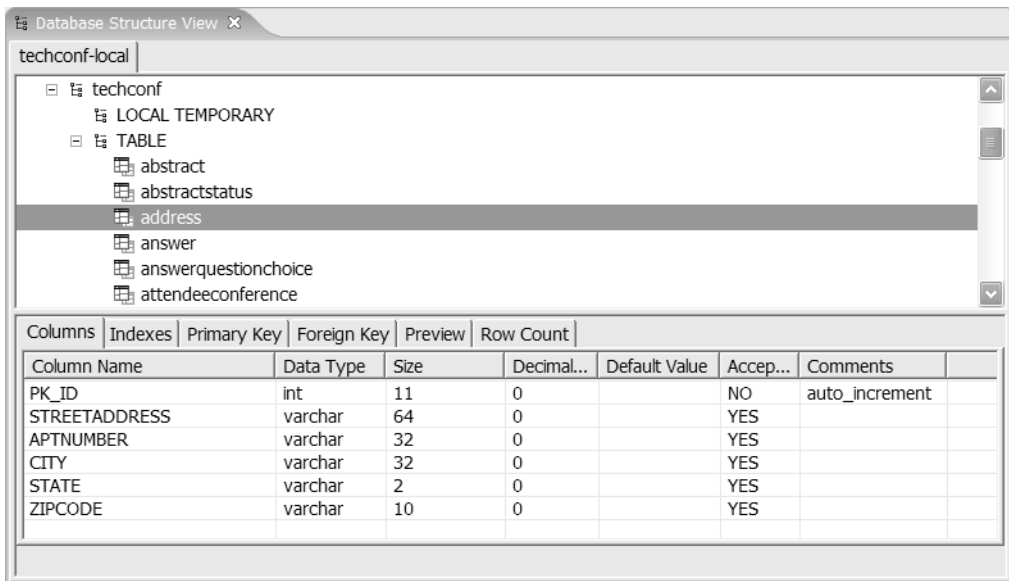 Database Structure View
techconf-local
techconf
LOCAL TEMPORARY
TABLE
abstract
abstractstatus
address
answer
answerquestionchoice
attendeeconference
Columns Indexes Primary Key Foreign Key Preview Row Count
Column Name Data Type Size Decimal... Default Value Accep... Comments
PK_ID int 11 0 NO auto_increment
STREETADDRESS varchar 64 0 YES
APTNUMBER varchar 32 0 YES
CITY varchar 32 0 YES
STATE varchar 2 0 YES
ZIPCODE varchar 10 0 YES